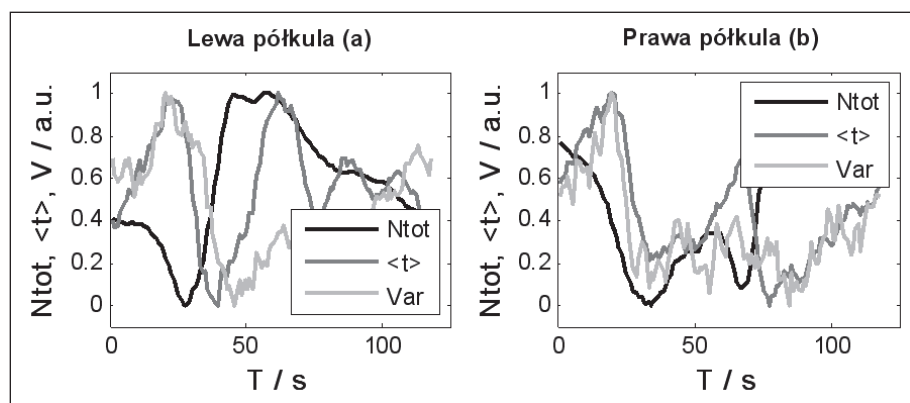 Lewa półkula (a)
Ntot, <t>, V / a.u.
1
0.8
0.6
0.4
0.2
0
Ntot
<t>
Var
0 50 100
T / s
Prawa półkula (b)
Ntot, <t>, V / a.u.
1
0.8
0.6
0.4
0.2
0
Ntot
<t>
Var
0 50 100
T / s